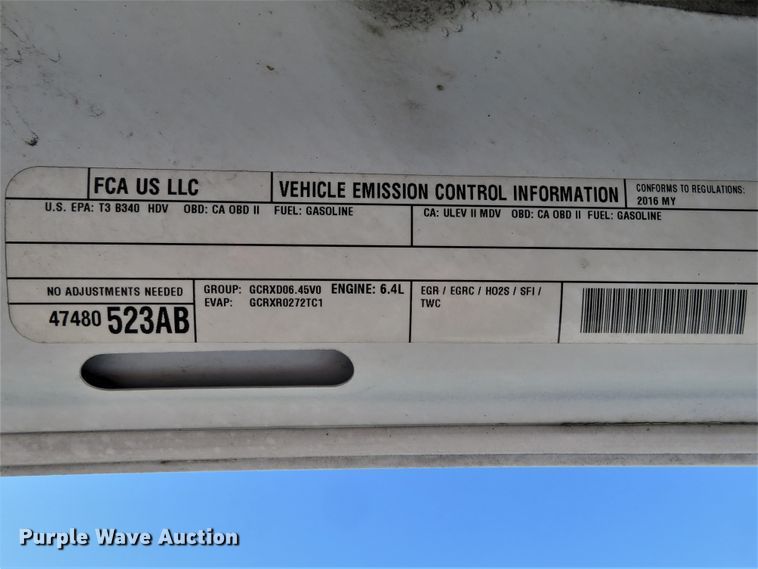 FCA US LLC
VEHICLE EMISSION CONTROL INFORMATION
CONFORMS TO REGULATIONS:
2016 MY
U.S. EPA: T3 B340 HDV OBD: CA OBD II FUEL: GASOLINE
CA: ULEV II MDV OBD: CA OBD II FUEL: GASOLINE
NO ADJUSTMENTS NEEDED
47480 523AB
GROUP: GCRXD06.45V0 ENGINE: 6.4L
EVAP: GCRXR0272TC1
EGR / EGRC / HO2S / SFI /
TWC
Purple Wave Auction